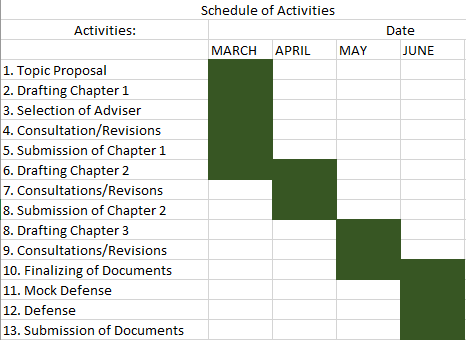 Schedule of Activities
Activities: Date
MARCH APRIL MAY JUNE
1. Topic Proposal
2. Drafting Chapter 1
3. Selection of Adviser
4. Consultation/Revisions
5. Submission of Chapter 1
6. Drafting Chapter 2
7. Consultations/Revisons
8. Submission of Chapter 2
8. Drafting Chapter 3
9. Consultations/Revisions
10. Finalizing of Documents
11. Mock Defense
12. Defense
13. Submission of Documents